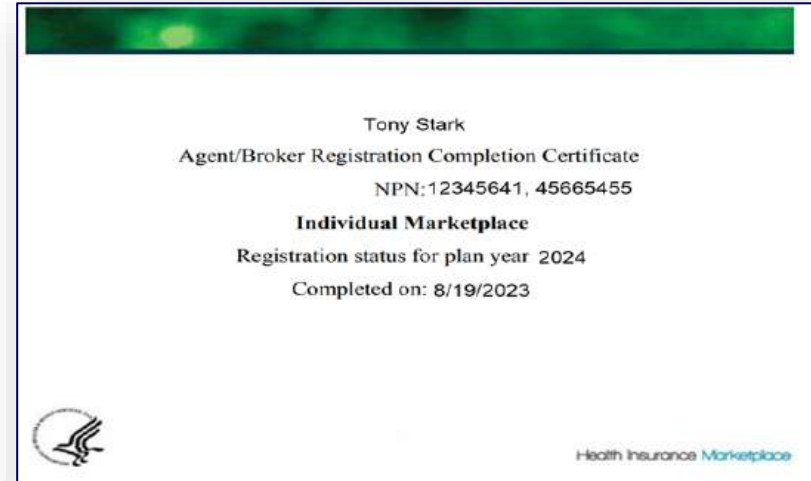 Tony Stark
Agent/Broker Registration Completion Certificate
NPN:12345641, 45665455
Individual Marketplace
Registration status for plan year 2024
Completed on: 8/19/2023
Health Insurance Marketplace